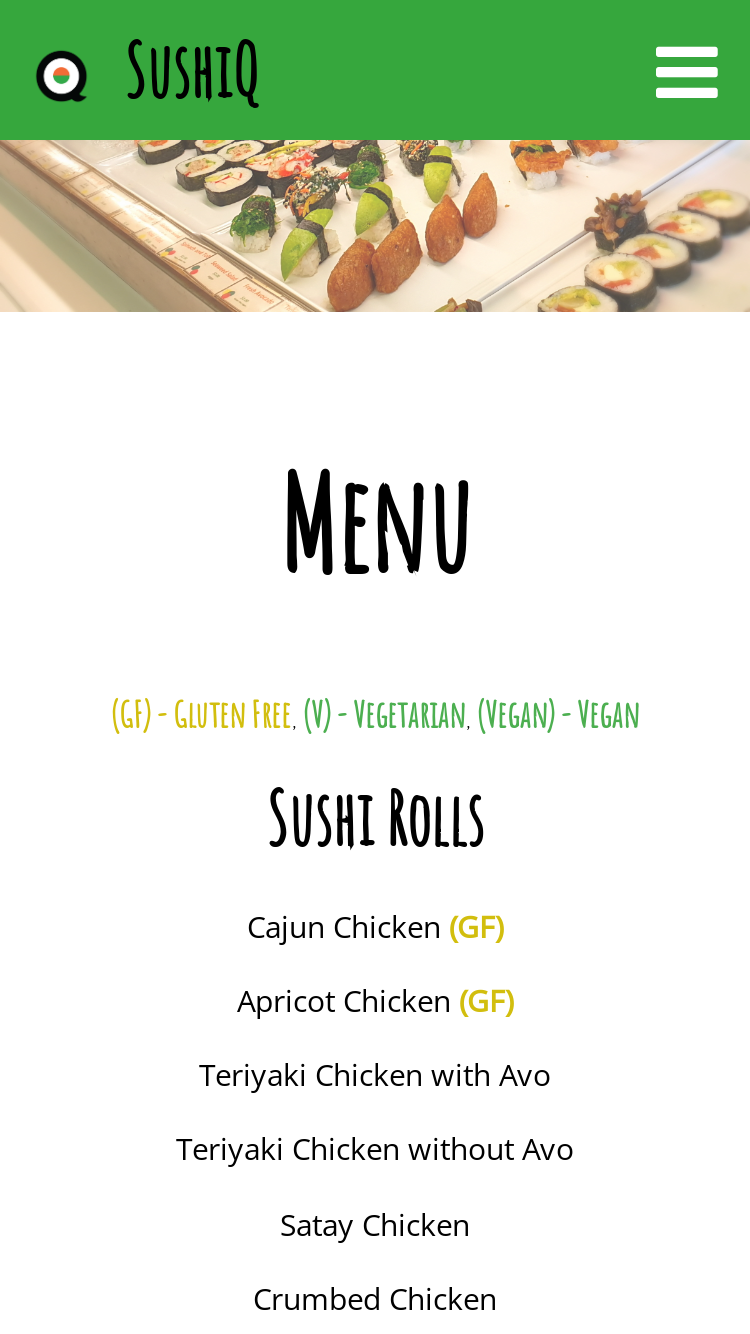 SushiQ
Menu
(GF) - Gluten Free, (V) - Vegetarian, (Vegan) - Vegan
Sushi Rolls
Cajun Chicken (GF)
Apricot Chicken (GF)
Teriyaki Chicken with Avo
Teriyaki Chicken without Avo
Satay Chicken
Crumbed Chicken